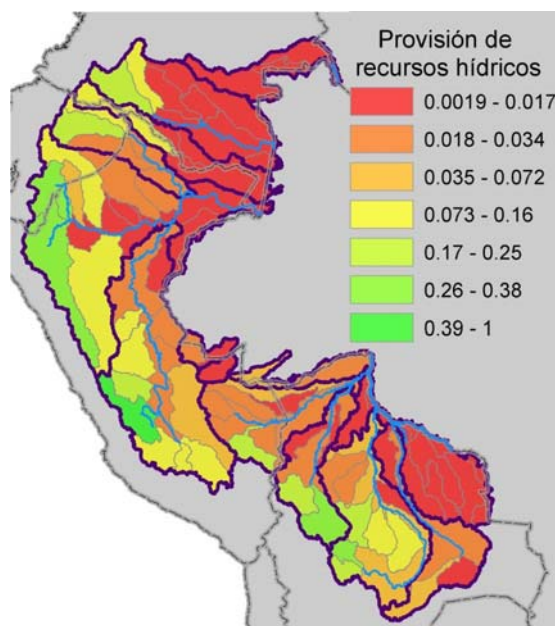 Provisión de
recursos hídricos
0.0019 - 0.017
0.018 - 0.034
0.035 - 0.072
0.073 - 0.16
0.17 - 0.25
0.26 - 0.38
0.39 - 1